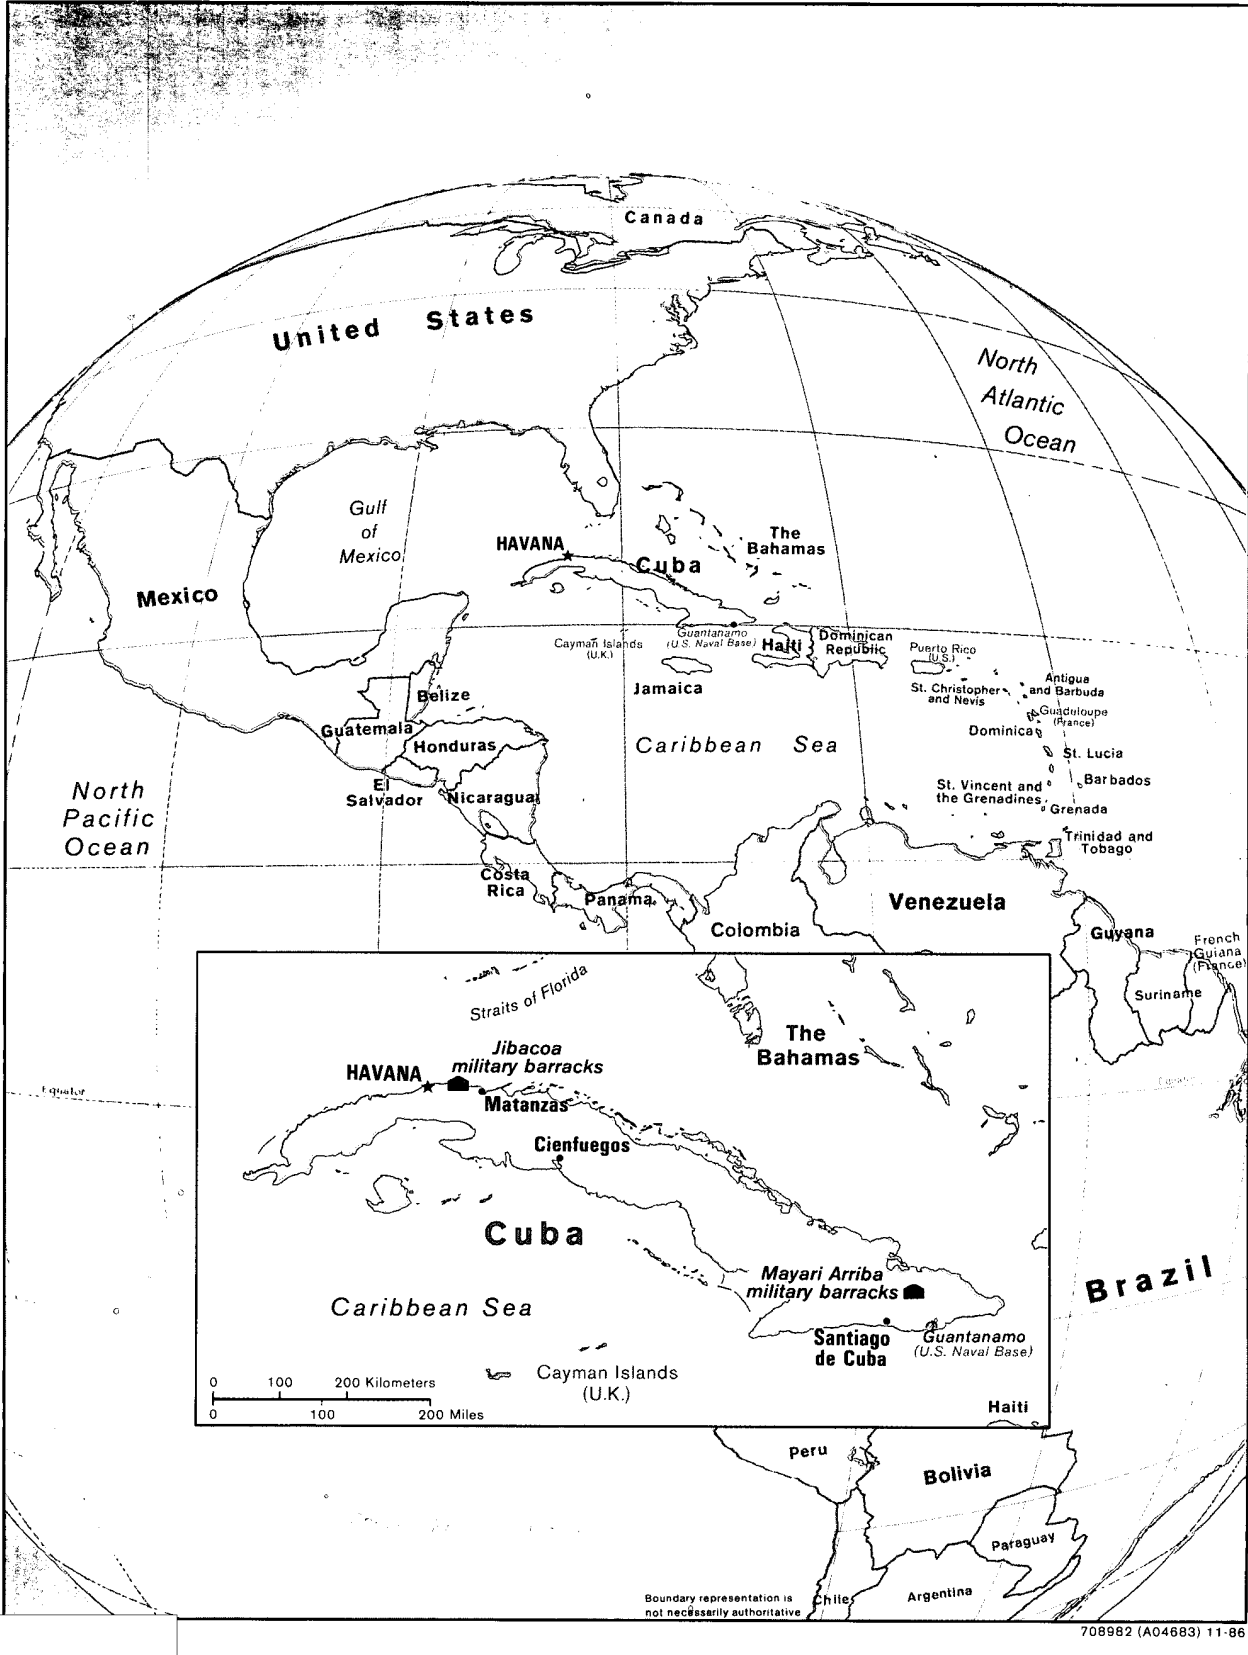 Canada
United States
North
Atlantic
Ocean
Gulf
of
Mexico
HAVANA
Cuba
The
Bahamas
Mexico
Cayman Islands
(U.K.)
Guantanamo
(U.S. Naval Base)
Haiti
Dominican
Republic
Puerto Rico
(U.S.)
Jamaica
St. Christopher
and Nevis
Antigua
and Barbuda
Guadeloupe
(France)
Dominica
Belize
Guatemala
Honduras
Caribbean Sea
St. Lucia
El
Salvador
Nicaragua
St. Vincent and
the Grenadines
Barbados
Grenada
North
Pacific
Ocean
Trinidad and
Tobago
Costa
Rica
Panama
Venezuela
Colombia
Guyana
French
Guiana
(France)
Suriname
Equator
Equator
Straits of Florida
The
Bahamas
Jibacoa
military barracks
HAVANA
Matanzas
Cienfuegos
Cuba
Mayari Arriba
military barracks
Caribbean Sea
Santiago
de Cuba
Guantanamo
(U.S. Naval Base)
Cayman Islands
(U.K.)
0 100 200 Kilometers
0 100 200 Miles
Haiti
Brazil
Peru
Bolivia
Paraguay
Chile
Argentina
Boundary representation is
not necessarily authoritative
708982 (A04683) 11-86